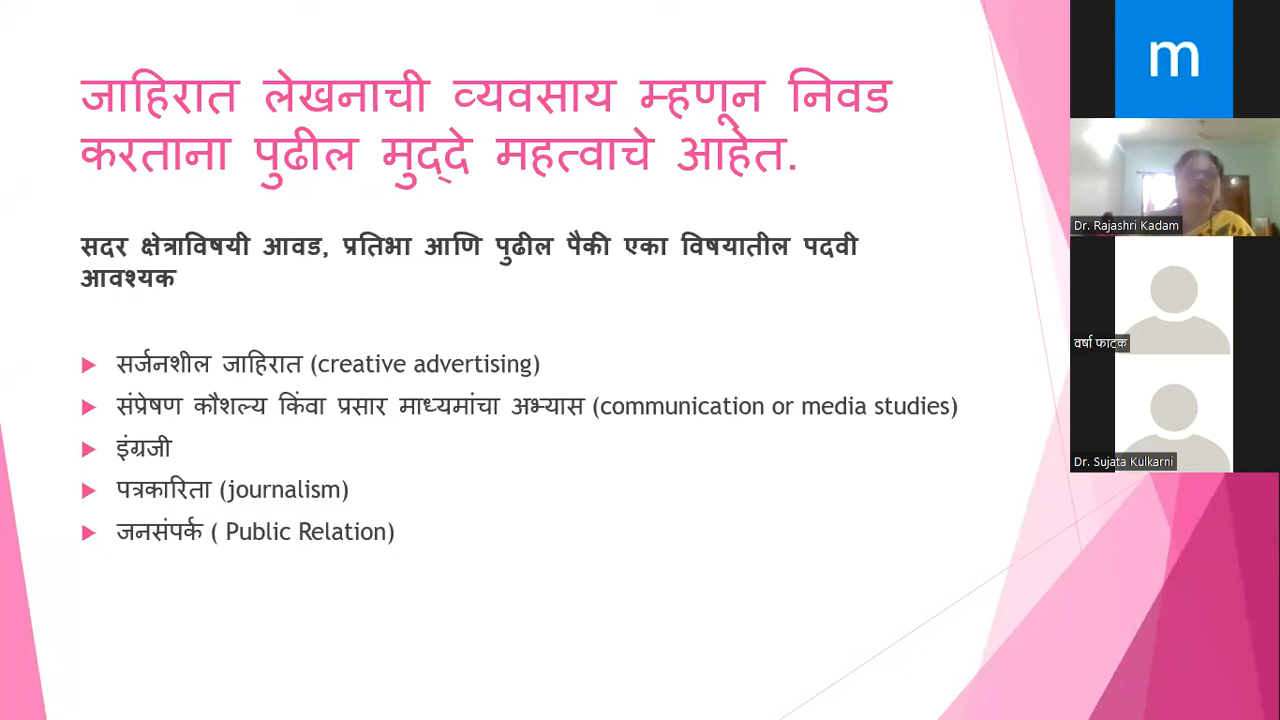 जाहिरात लेखनाची व्यवसाय म्हणून निवड
करताना पुढील मुद्दे महत्वाचे आहेत.
सदर क्षेत्राविषयी आवड, प्रतिभा आणि पुढील पैकी एका विषयातील पदवी
आवश्यक
सर्जनशील जाहिरात (creative advertising)
संप्रेषण कौशल्य किंवा प्रसार माध्यमांचा अभ्यास (communication or media studies)
इंग्रजी
पत्रकारिता (journalism)
जनसंपर्क ( Public Relation)
m
Dr. Rajashri Kadam
वर्षा फाटक
Dr. Sujata Kulkarni